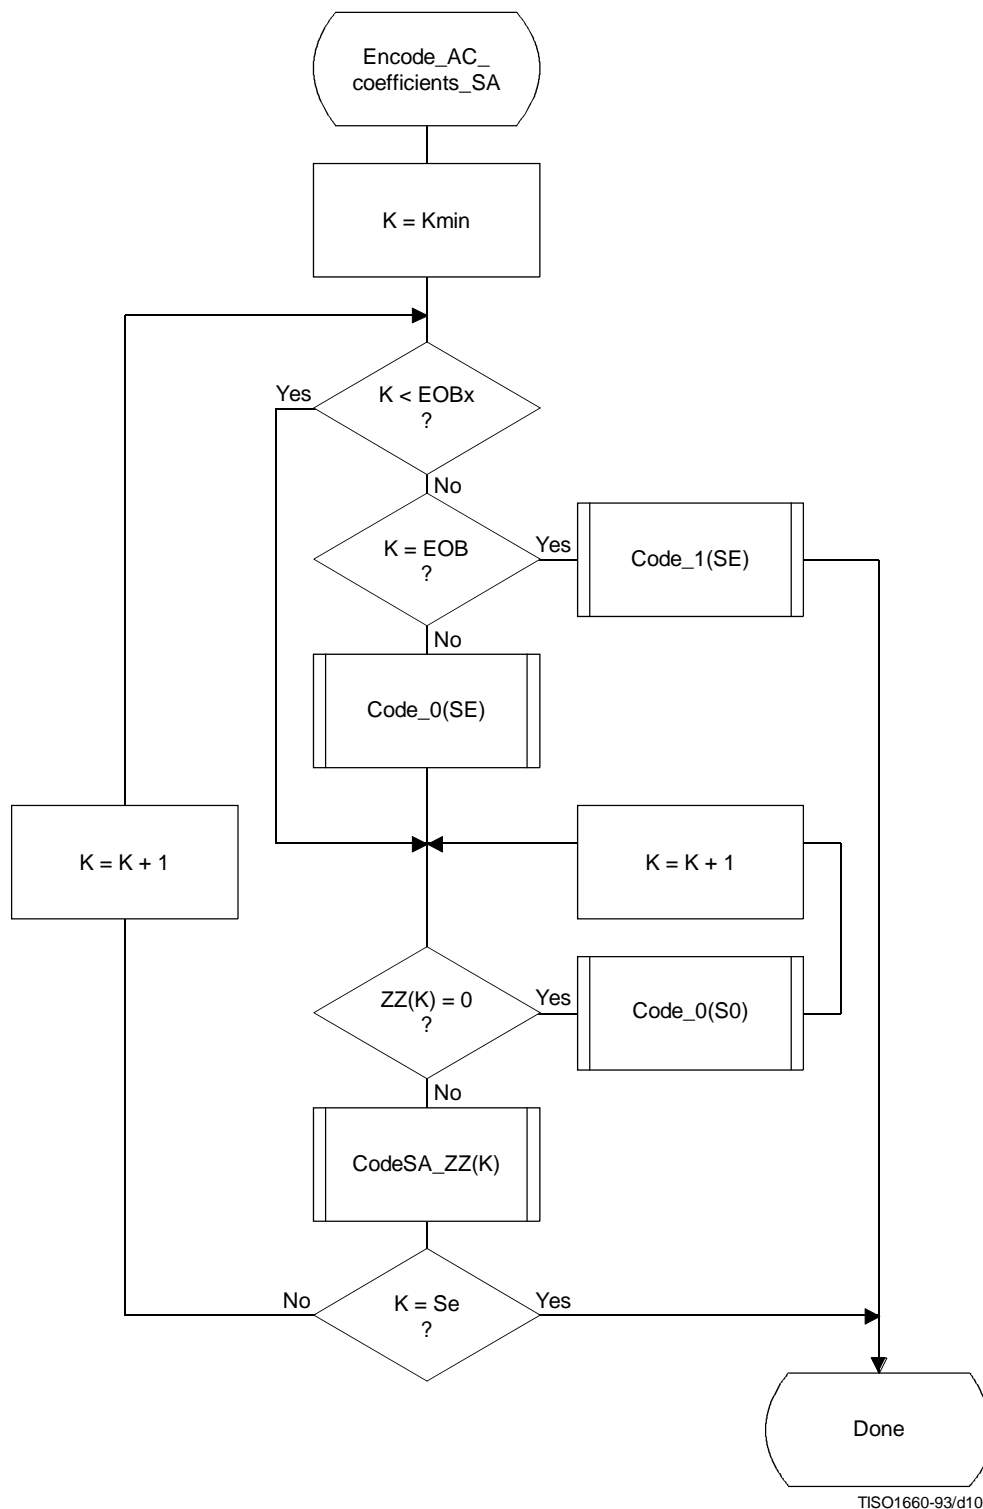 Encode_AC_
coefficients_SA
K = Kmin
K < EOBx
?
Yes
No
K = EOB
?
Yes
Code_1(SE)
No
Code_0(SE)
K = K + 1
K = K + 1
ZZ(K) = 0
?
Yes
Code_0(S0)
No
CodeSA_ZZ(K)
No
K = Se
?
Yes
Done
TISO1660-93/d10